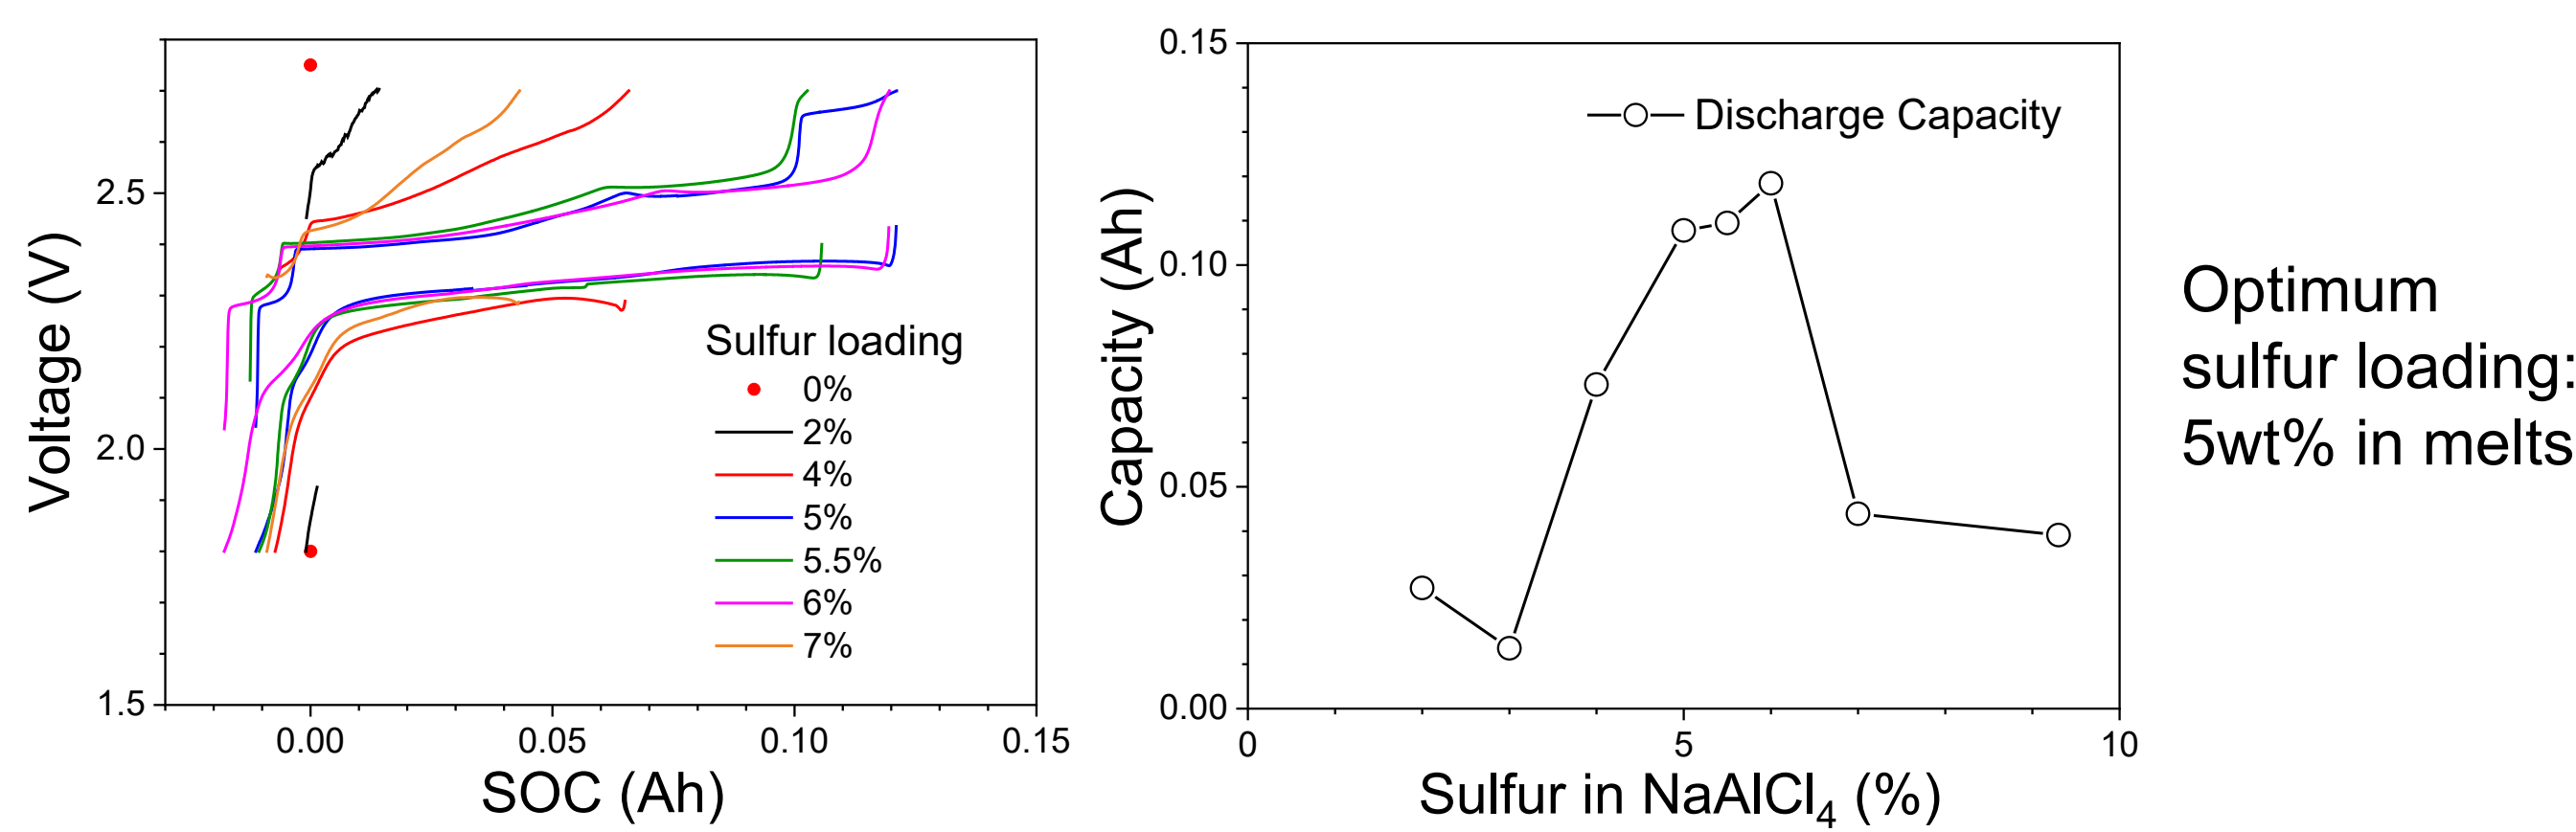 Voltage (V)
2.5
2.0
1.5
0.00
0.05
0.10
0.15
SOC (Ah)
Sulfur loading
0%
2%
4%
5%
5.5%
6%
7%
Capacity (Ah)
0.15
0.10
0.05
0.00
0
5
10
Sulfur in NaAlCl₄ (%)
Discharge Capacity
Optimum
sulfur loading:
5wt% in melts